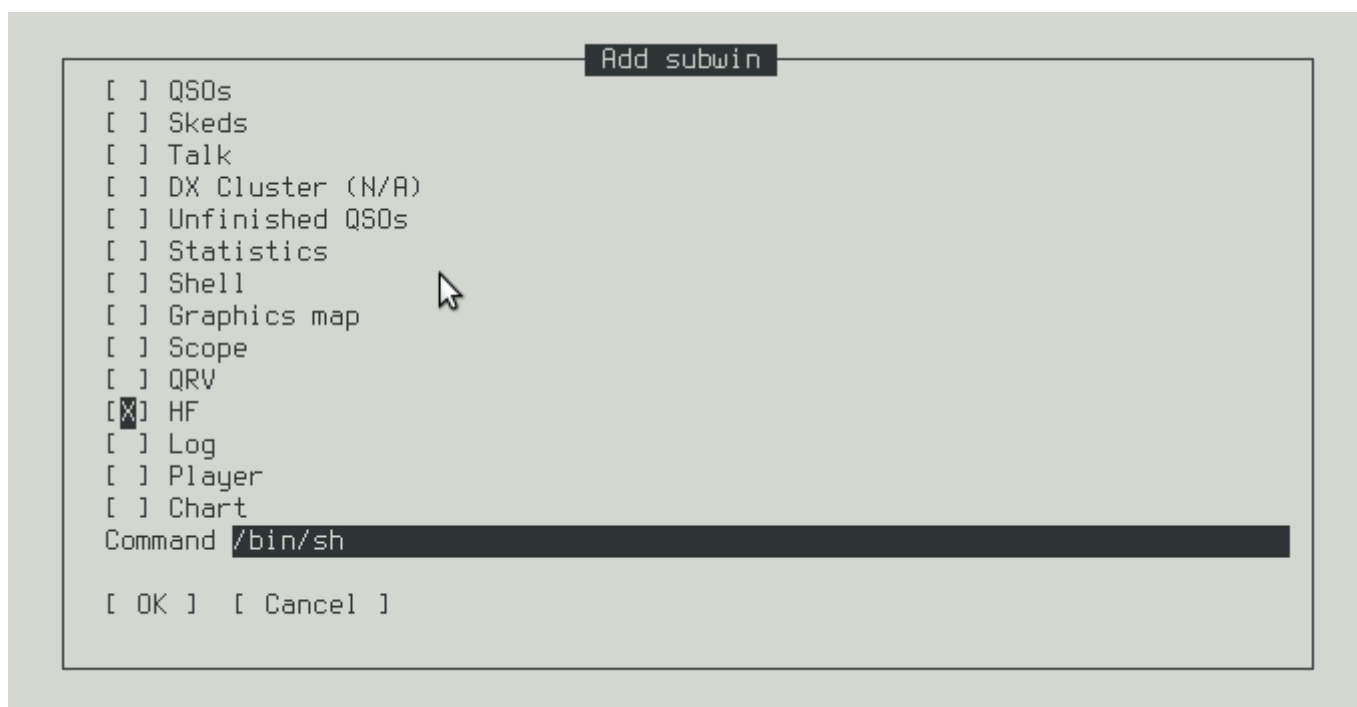 Add subwin
[ ] QSOs
[ ] Skeds
[ ] Talk
[ ] DX Cluster (N/A)
[ ] Unfinished QSOs
[ ] Statistics
[ ] Shell
[ ] Graphics map
[ ] Scope
[ ] QRV
[X] HF
[ ] Log
[ ] Player
[ ] Chart
Command /bin/sh
[ OK ] [ Cancel ]